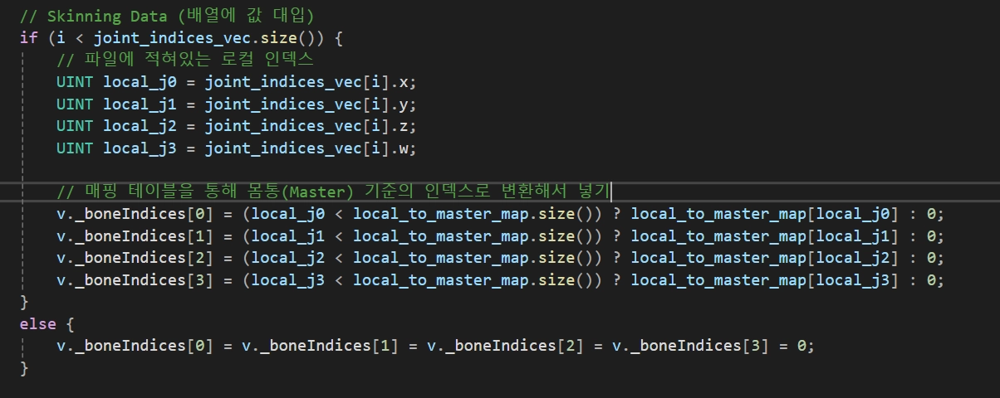 // Skinning Data (배열에 값 대입)
if (i < joint_indices_vec.size()) {
// 파일에 적혀있는 로컬 인덱스
UINT local_j0 = joint_indices_vec[i].x;
UINT local_j1 = joint_indices_vec[i].y;
UINT local_j2 = joint_indices_vec[i].z;
UINT local_j3 = joint_indices_vec[i].w;
// 매핑 테이블을 통해 몸통(Master) 기준의 인덱스로 변환해서 넣기
v._boneIndices[0] = (local_j0 < local_to_master_map.size()) ? local_to_master_map[local_j0] : 0;
v._boneIndices[1] = (local_j1 < local_to_master_map.size()) ? local_to_master_map[local_j1] : 0;
v._boneIndices[2] = (local_j2 < local_to_master_map.size()) ? local_to_master_map[local_j2] : 0;
v._boneIndices[3] = (local_j3 < local_to_master_map.size()) ? local_to_master_map[local_j3] : 0;
}
else {
v._boneIndices[0] = v._boneIndices[1] = v._boneIndices[2] = v._boneIndices[3] = 0;
}